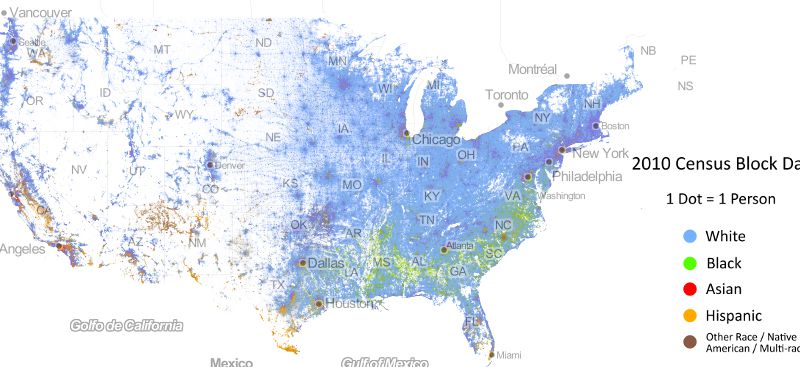 Vancouver
Seattle
WA
MT
ND
MN
NB
PE
NS
Montréal
Toronto
OR
ID
WY
SD
WI
MI
NY
NH
Boston
NE
IA
Chicago
IL
IN
OH
PA
New York
Philadelphia
Washington
NV
UT
Denver
CO
KS
MO
KY
VA
CA
Angeles
AZ
NM
OK
AR
TN
NC
SC
Atlanta
Dallas
TX
LA
MS
AL
GA
Houston
FL
Miami
Golfo de California
Mexico
Gulf of Mexico
2010 Census Block Da
1 Dot = 1 Person
White
Black
Asian
Hispanic
Other Race / Native
American / Multi-rac